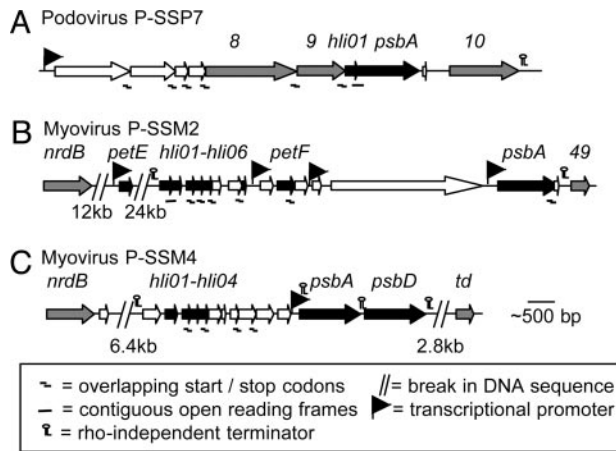 A Podovirus P-SSP7
8 9 hli01 psbA 10
B Myovirus P-SSM2
nrdB petE hli01-hli06 petF psbA 49
12kb 24kb
C Myovirus P-SSM4
nrdB hli01-hli04 psbA psbD td
6.4kb 2.8kb ~500 bp
= overlapping start / stop codons = break in DNA sequence
= contiguous open reading frames = transcriptional promoter
= rho-independent terminator